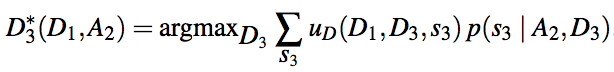 D₃*(D₁,A₂) = argmax_{D₃} ∑_{s₃} u_D(D₁,D₃,s₃) p(s₃ | A₂,D₃)